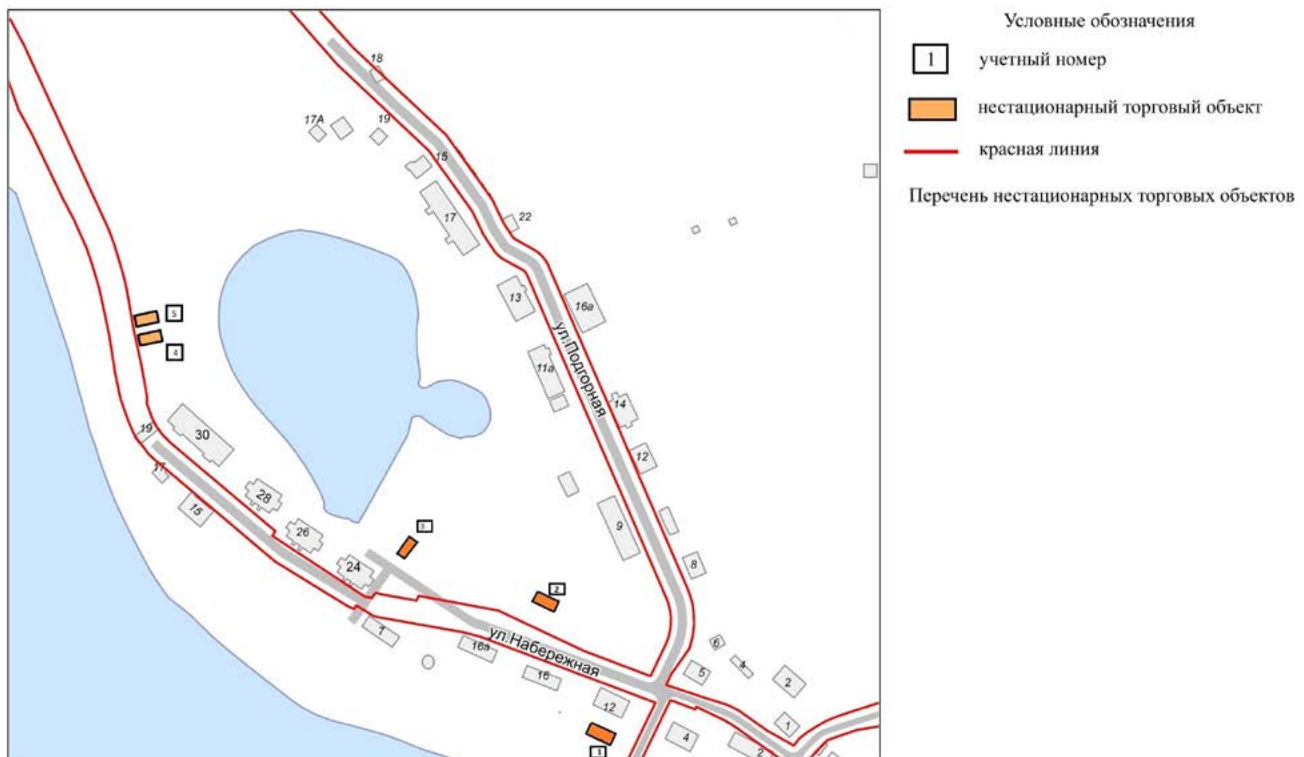 Условные обозначения
1 учетный номер
нестационарный торговый объект
красная линия
Перечень нестационарных торговых объектов
18
17А
19
15
17
22
13
16а
5
4
11а
ул.Подгорная
14
19
30
12
17
28
15
9
26
3
24
8
2
1
ул.Набережная
6
16а
4
5
16
2
12
1
4
2
1